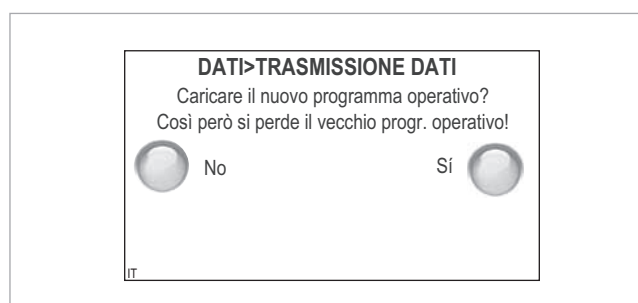 DATI>TRASMISSIONE DATI
Caricare il nuovo programma operativo?
Così però si perde il vecchio progr. operativo!
No Sí
IT